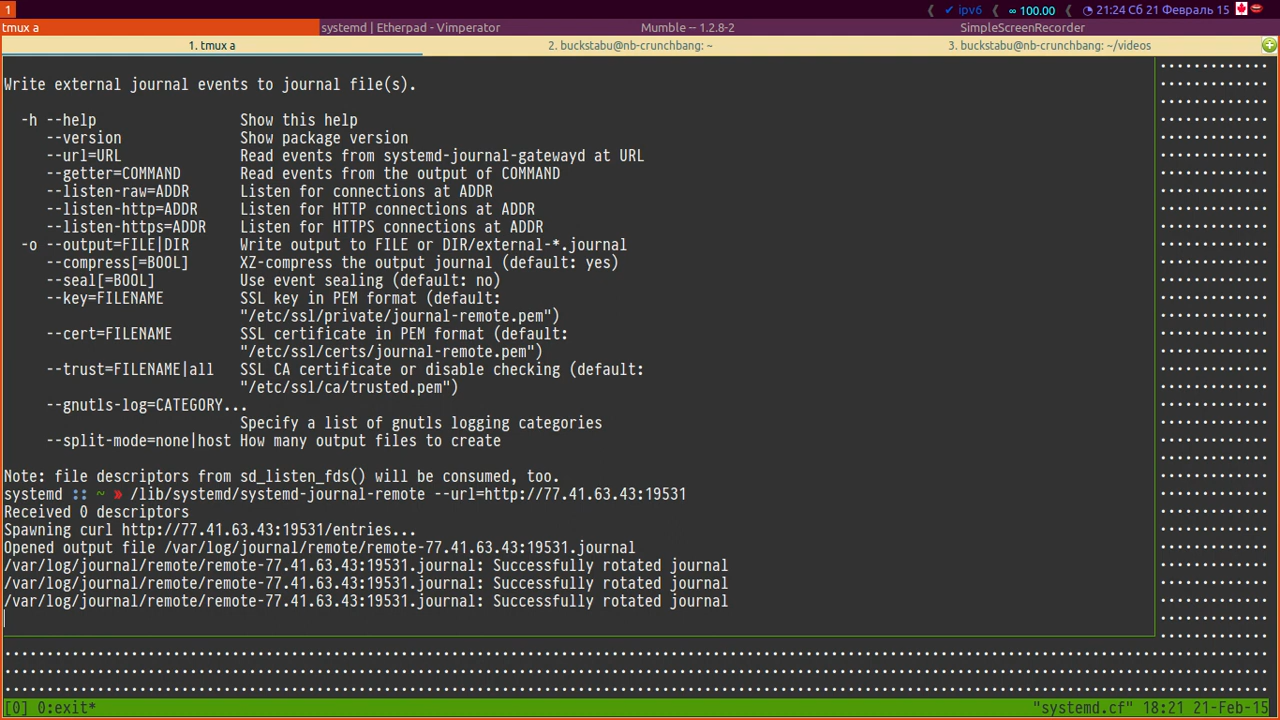 1
✔ ipv6 ∞ 100.00 21:24 Сб 21 Февраль 15
tmux a systemd | Etherpad - Vimperator Mumble -- 1.2.8-2 SimpleScreenRecorder
1. tmux a 2. buckstabu@nb-crunchbang: ~ 3. buckstabu@nb-crunchbang: ~/videos
Write external journal events to journal file(s).
-h --help Show this help
--version Show package version
--url=URL Read events from systemd-journal-gatewayd at URL
--getter=COMMAND Read events from the output of COMMAND
--listen-raw=ADDR Listen for connections at ADDR
--listen-http=ADDR Listen for HTTP connections at ADDR
--listen-https=ADDR Listen for HTTPS connections at ADDR
-o --output=FILE|DIR Write output to FILE or DIR/external-*.journal
--compress[=BOOL] XZ-compress the output journal (default: yes)
--seal[=BOOL] Use event sealing (default: no)
--key=FILENAME SSL key in PEM format (default:
"/etc/ssl/private/journal-remote.pem")
--cert=FILENAME SSL certificate in PEM format (default:
"/etc/ssl/certs/journal-remote.pem")
--trust=FILENAME|all SSL CA certificate or disable checking (default:
"/etc/ssl/ca/trusted.pem")
--gnutls-log=CATEGORY...
Specify a list of gnutls logging categories
--split-mode=none|host How many output files to create
Note: file descriptors from sd_listen_fds() will be consumed, too.
systemd :: ~ » /lib/systemd/systemd-journal-remote --url=http://77.41.63.43:19531
Received 0 descriptors
Spawning curl http://77.41.63.43:19531/entries...
Opened output file /var/log/journal/remote/remote-77.41.63.43:19531.journal
/var/log/journal/remote/remote-77.41.63.43:19531.journal: Successfully rotated journal
/var/log/journal/remote/remote-77.41.63.43:19531.journal: Successfully rotated journal
/var/log/journal/remote/remote-77.41.63.43:19531.journal: Successfully rotated journal
[0] 0:exit* "systemd.cf" 18:21 21-Feb-15